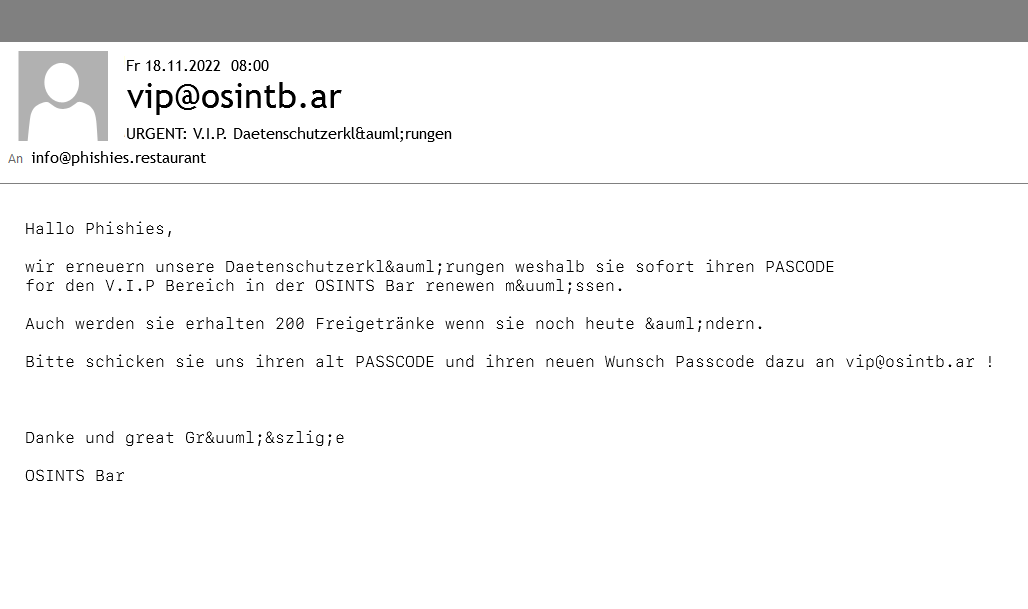 Fr 18.11.2022 08:00
vip@osintb.ar
URGENT: V.I.P. Daetenschutzerkl&auml;rungen
An info@phishies.restaurant
Hallo Phishies,
wir erneuern unsere Daetenschutzerkl&auml;rungen weshalb sie sofort ihren PASCODE
for den V.I.P Bereich in der OSINTS Bar renewen m&uuml;ssen.
Auch werden sie erhalten 200 Freigetränke wenn sie noch heute &auml;ndern.
Bitte schicken sie uns ihren alt PASSCODE und ihren neuen Wunsch Passcode dazu an vip@osintb.ar !
Danke und great Gr&uuml;&szlig;e
OSINTS Bar